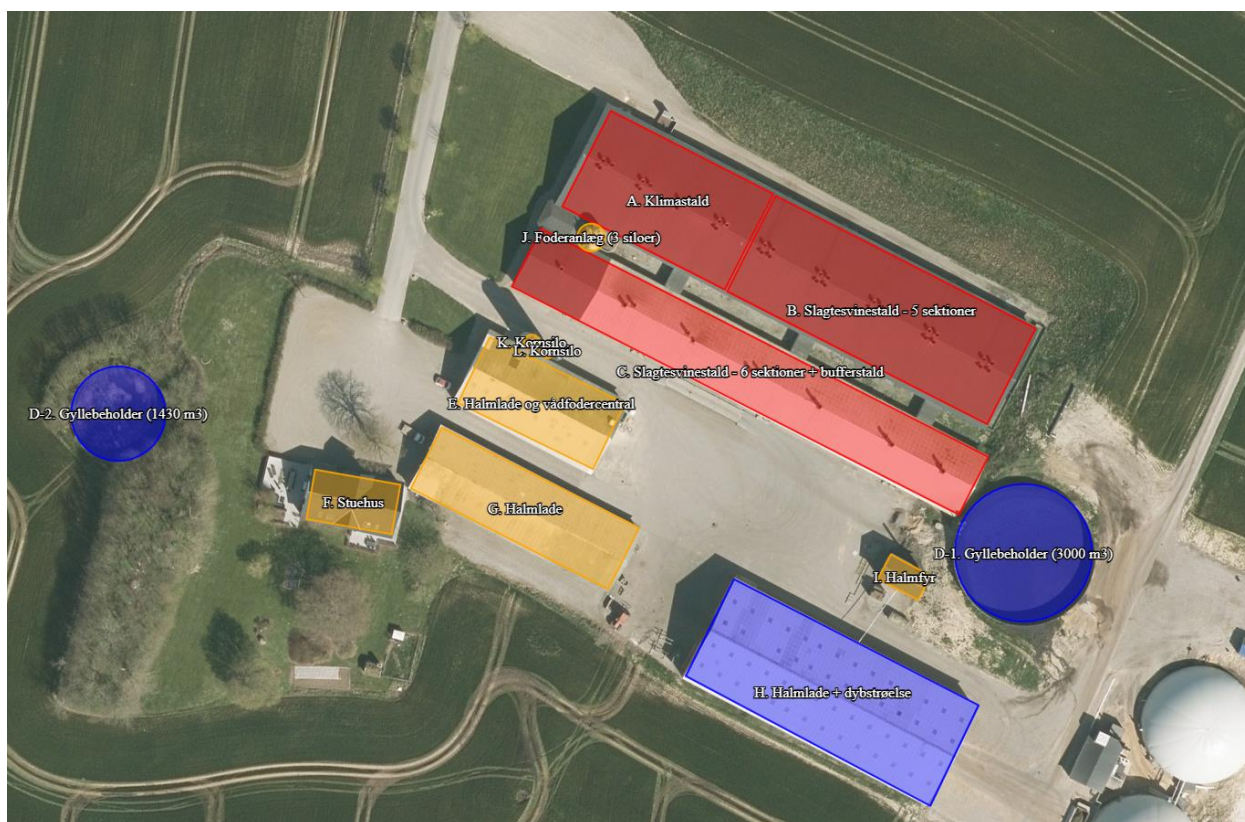 A. Klimastald
J. Foderanlæg (3 siloer)
B. Slagtesvinestald - 5 sektioner
K. Kornsilo
L. Kornsilo
C. Slagtesvinestald - 6 sektioner + bufferstald
E. Halmlade og vådfodercentral
D-2. Gyllebeholder (1430 m3)
F. Stuehus
G. Halmlade
D-1. Gyllebeholder (3000 m3)
I. Halmfyr
H. Halmlade + dybstrøelse